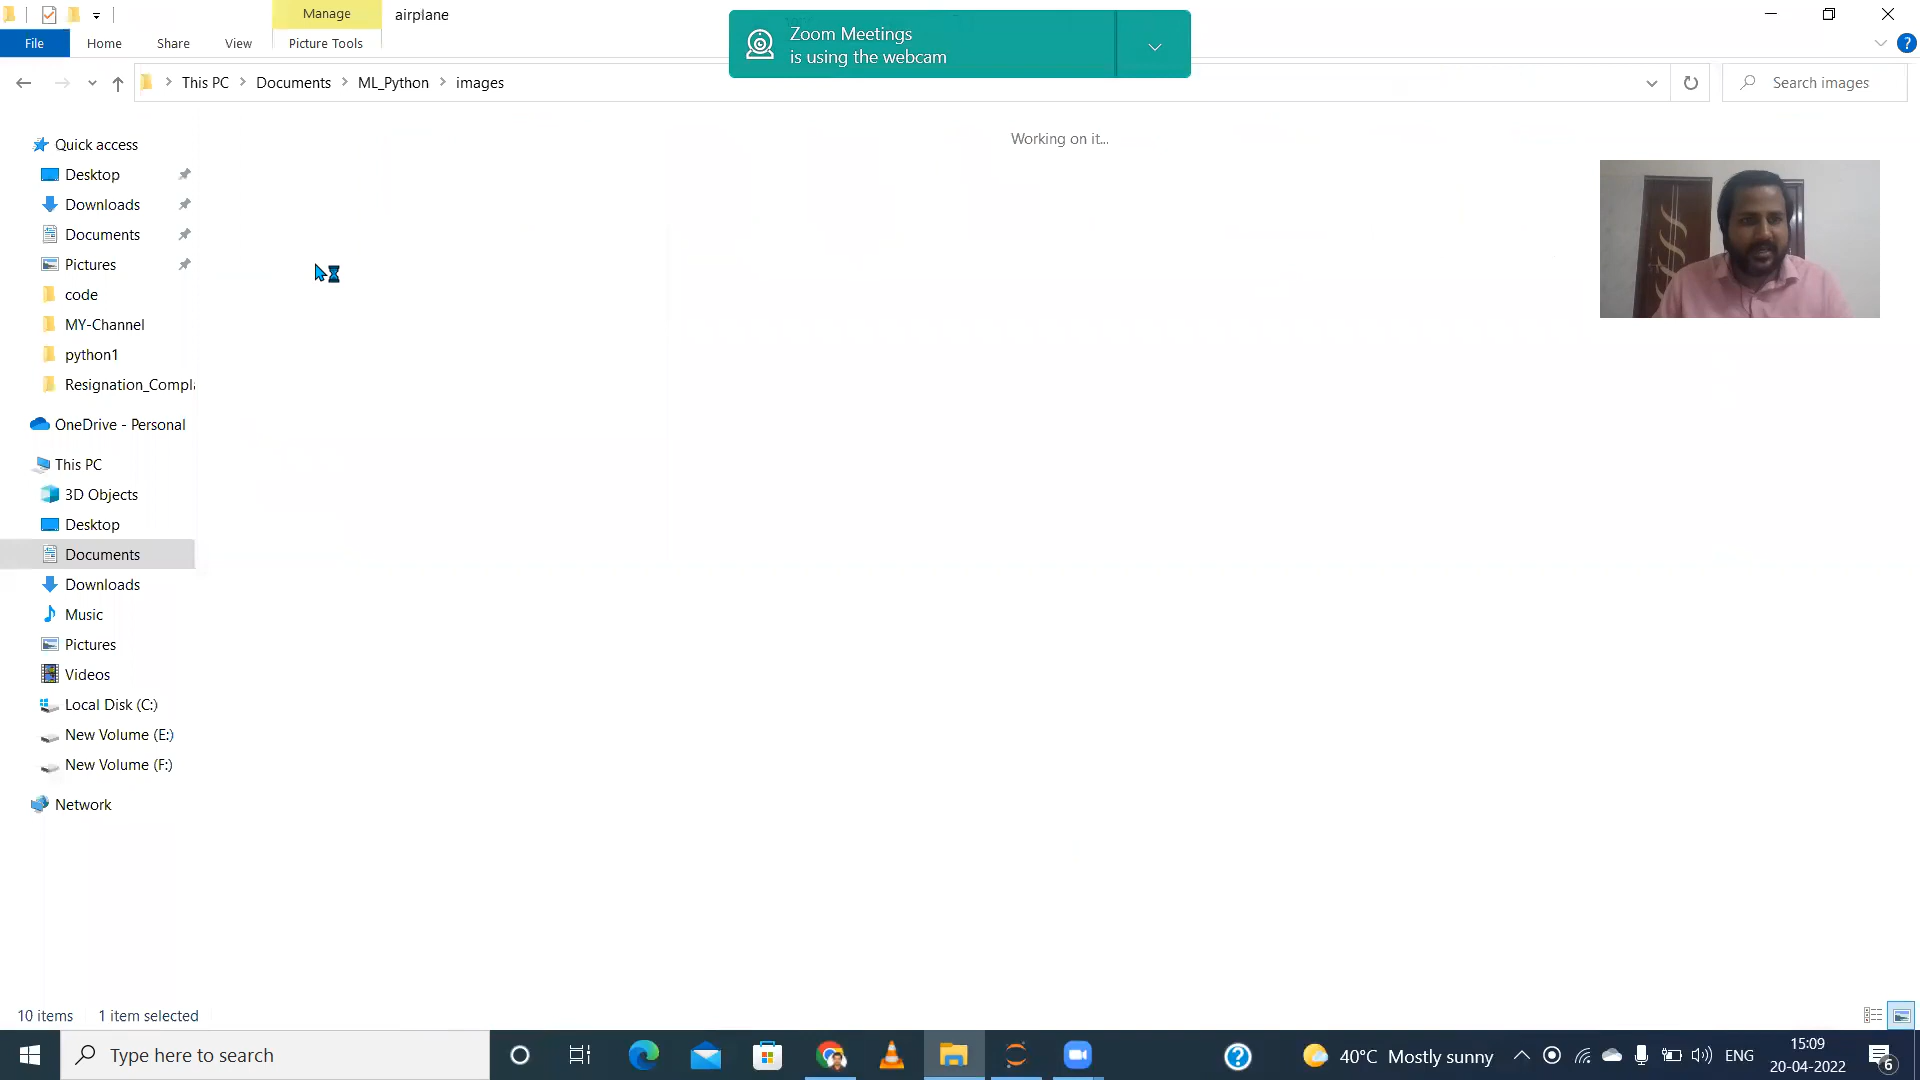 Manage
airplane
File
Home
Share
View
Picture Tools
Zoom Meetings
is using the webcam
This PC
Documents
ML_Python
images
Search images
Working on it...
Quick access
Desktop
Downloads
Documents
Pictures
code
MY-Channel
python1
Resignation_Compl
OneDrive - Personal
This PC
3D Objects
Desktop
Documents
Downloads
Music
Pictures
Videos
Local Disk (C:)
New Volume (E:)
New Volume (F:)
Network
10 items 1 item selected
Type here to search
40°C Mostly sunny
ENG
15:09
20-04-2022
6